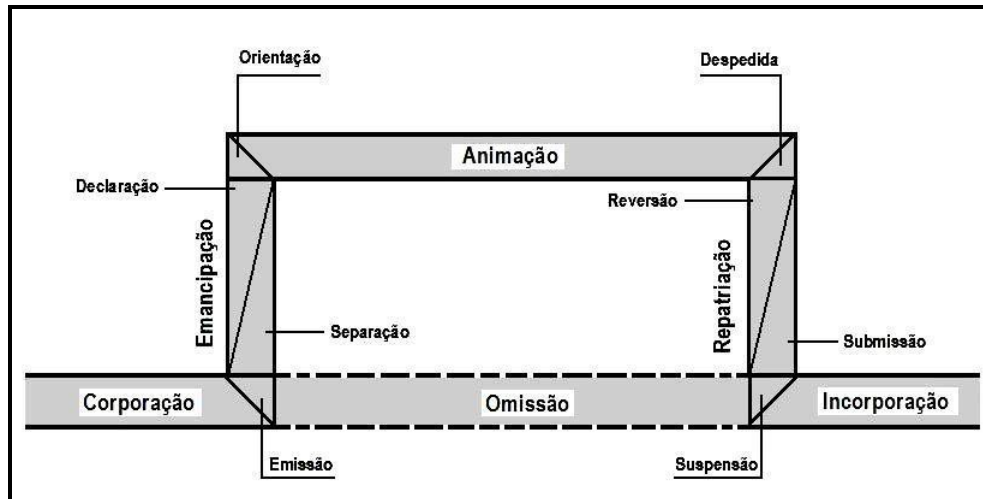 Orientação
Despedida
Animação
Declaração
Reversão
Emancipação
Repatriação
Separação
Submissão
Corporação
Omissão
Incorporação
Emissão
Suspensão